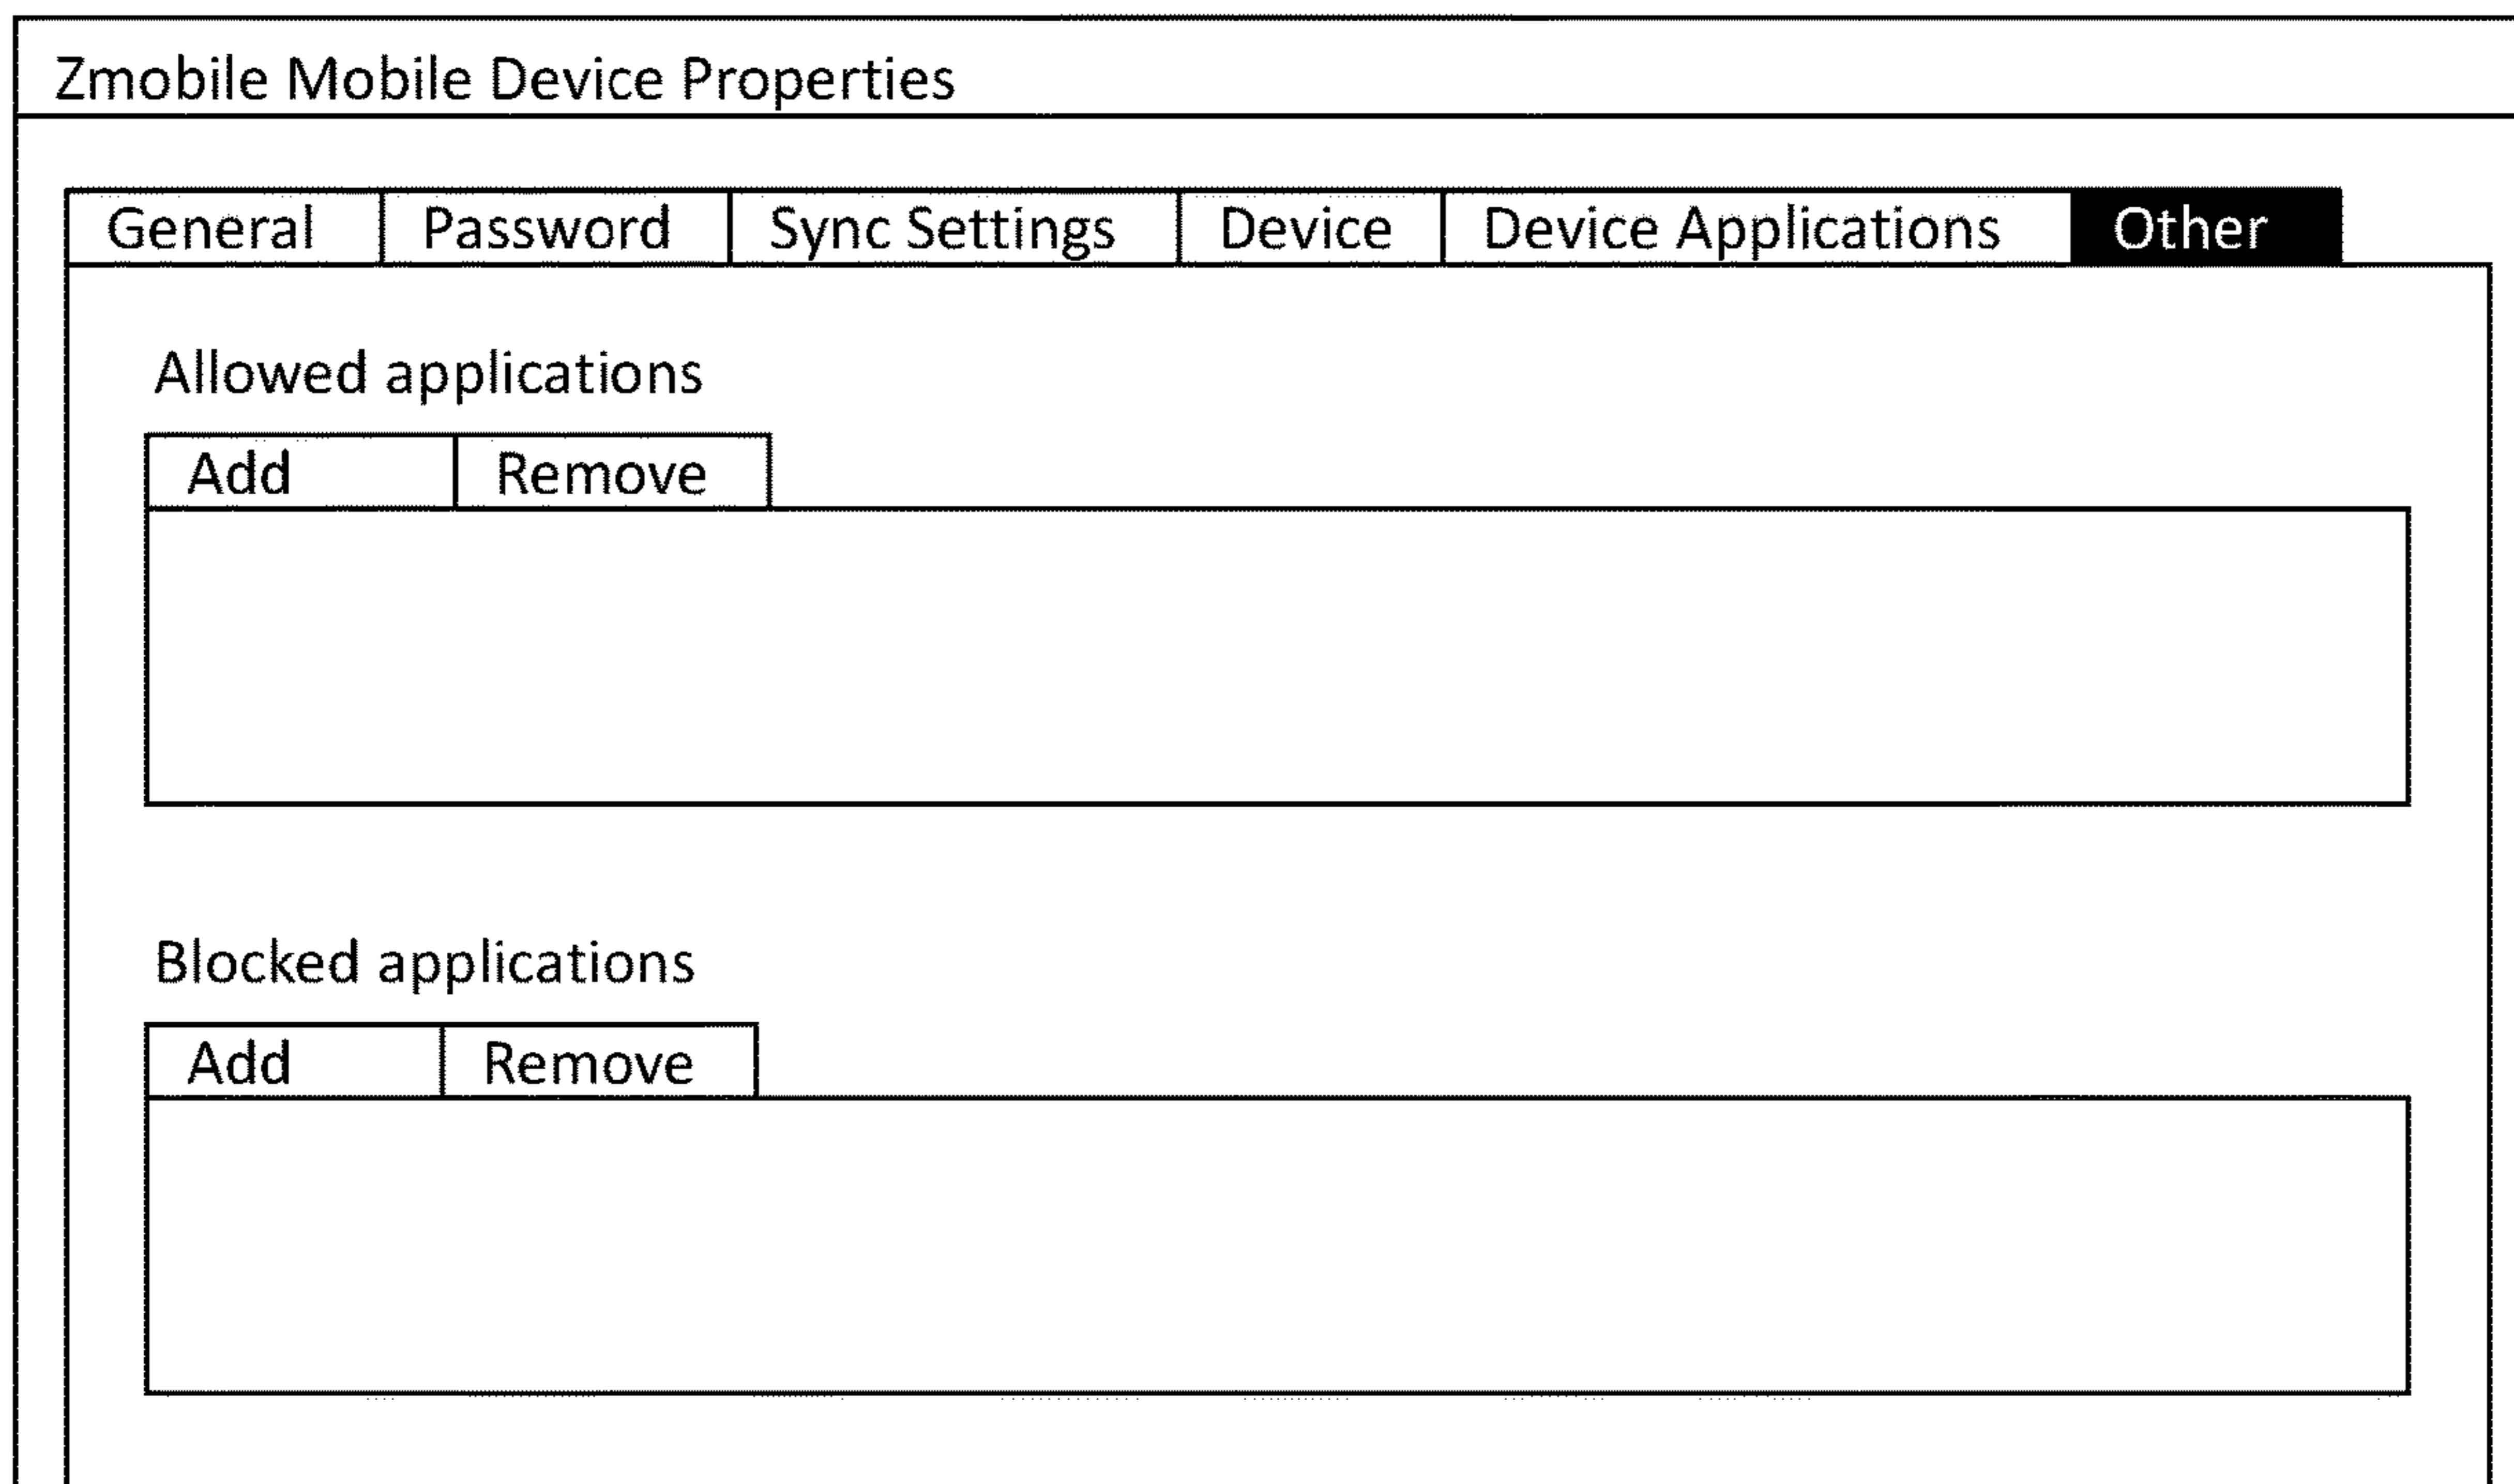 Zmobile Mobile Device Properties
General Password Sync Settings Device Device Applications Other
Allowed applications
Add Remove
Blocked applications
Add Remove